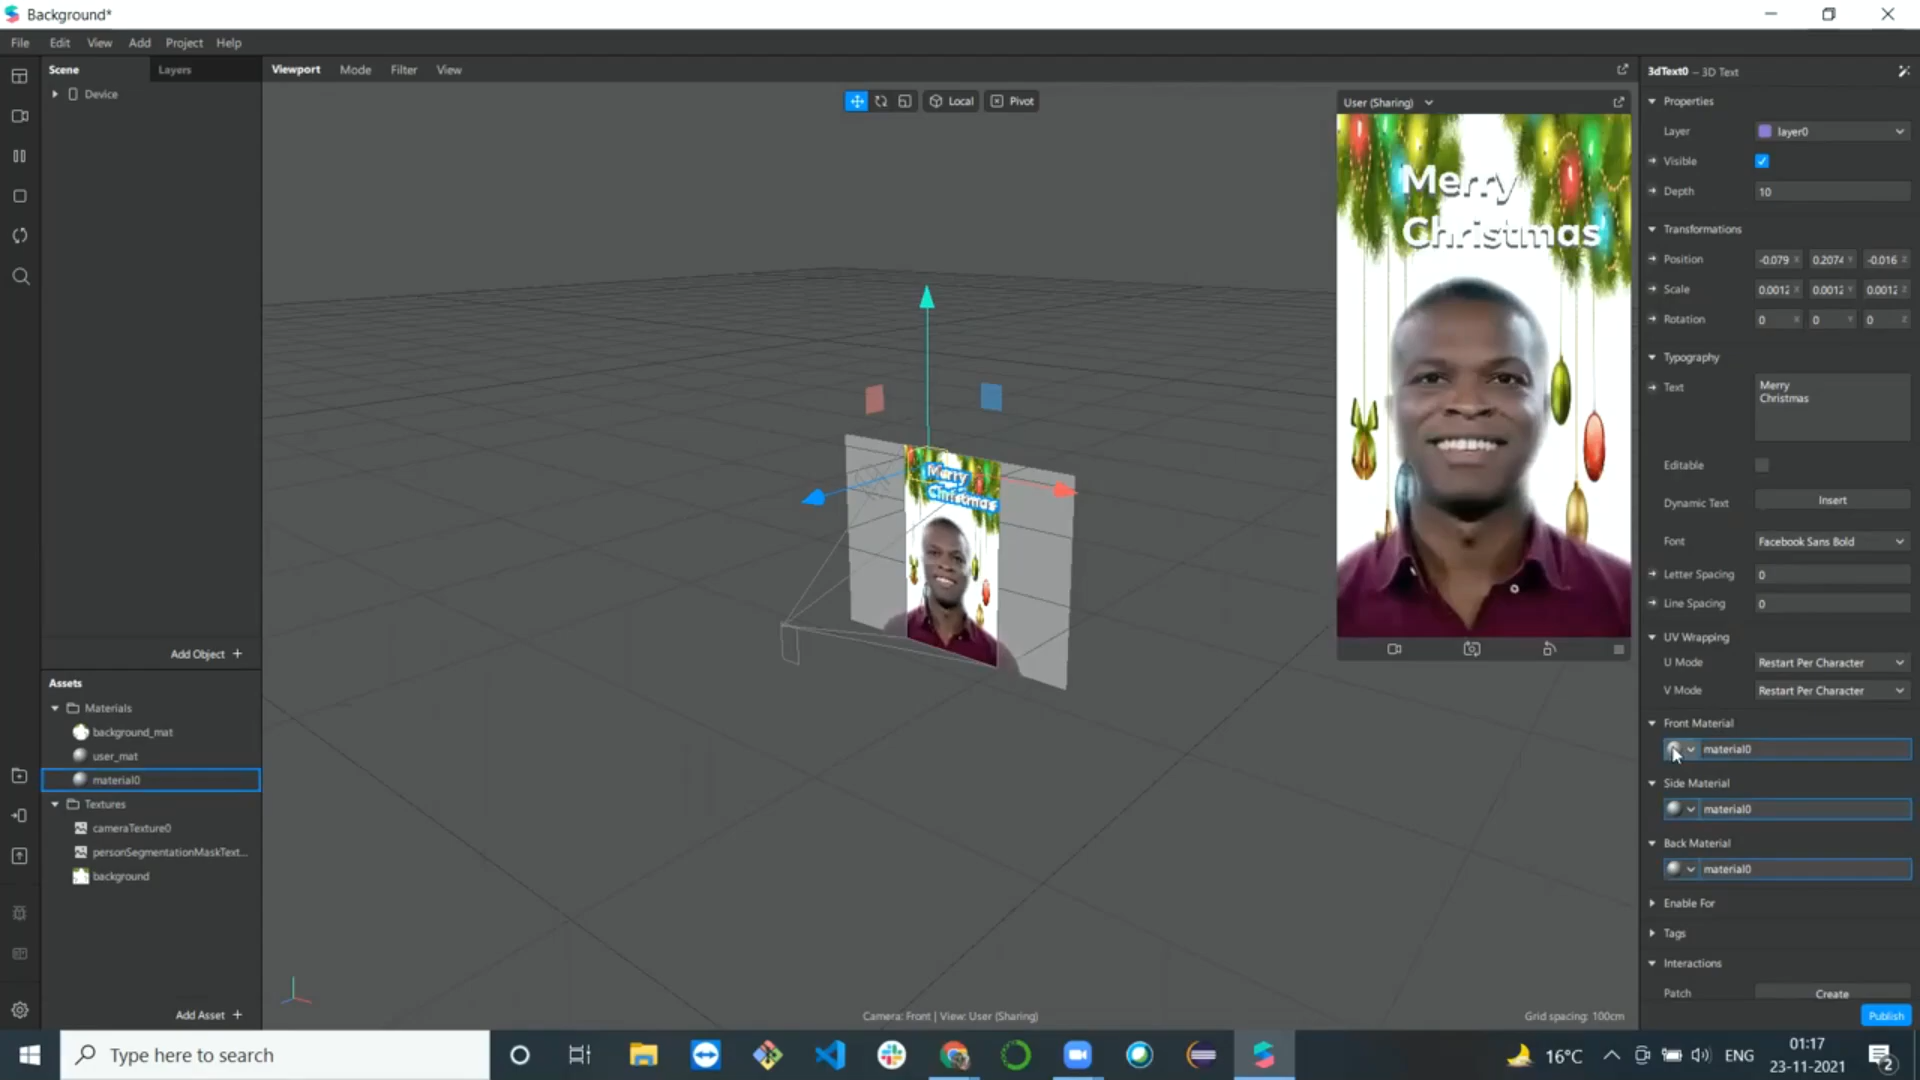 Background*
File Edit View Add Project Help
Scene Layers
Device
Add Object +
Assets
Materials
background_mat
user_mat
material0
Textures
cameraTexture0
personSegmentationMaskText...
background
Add Asset +
Viewport Mode Filter View
Local Pivot
Merry
Christmas
Camera: Front | View: User (Sharing)
Grid spacing: 100cm
User (Sharing)
Merry
Christmas
3dText0 – 3D Text
Properties
Layer layer0
Visible
Depth 10
Transformations
Position -0.079 X 0.2074 Y -0.016 Z
Scale 0.0012 X 0.0012 Y 0.0012 Z
Rotation 0 X 0 Y 0 Z
Typography
Text Merry
Christmas
Editable
Dynamic Text Insert
Font Facebook Sans Bold
Letter Spacing 0
Line Spacing 0
UV Wrapping
U Mode Restart Per Character
V Mode Restart Per Character
Front Material
material0
Side Material
material0
Back Material
material0
Enable For
Tags
Interactions
Patch Create
Publish
Type here to search
16°C ENG 01:17
23-11-2021
2